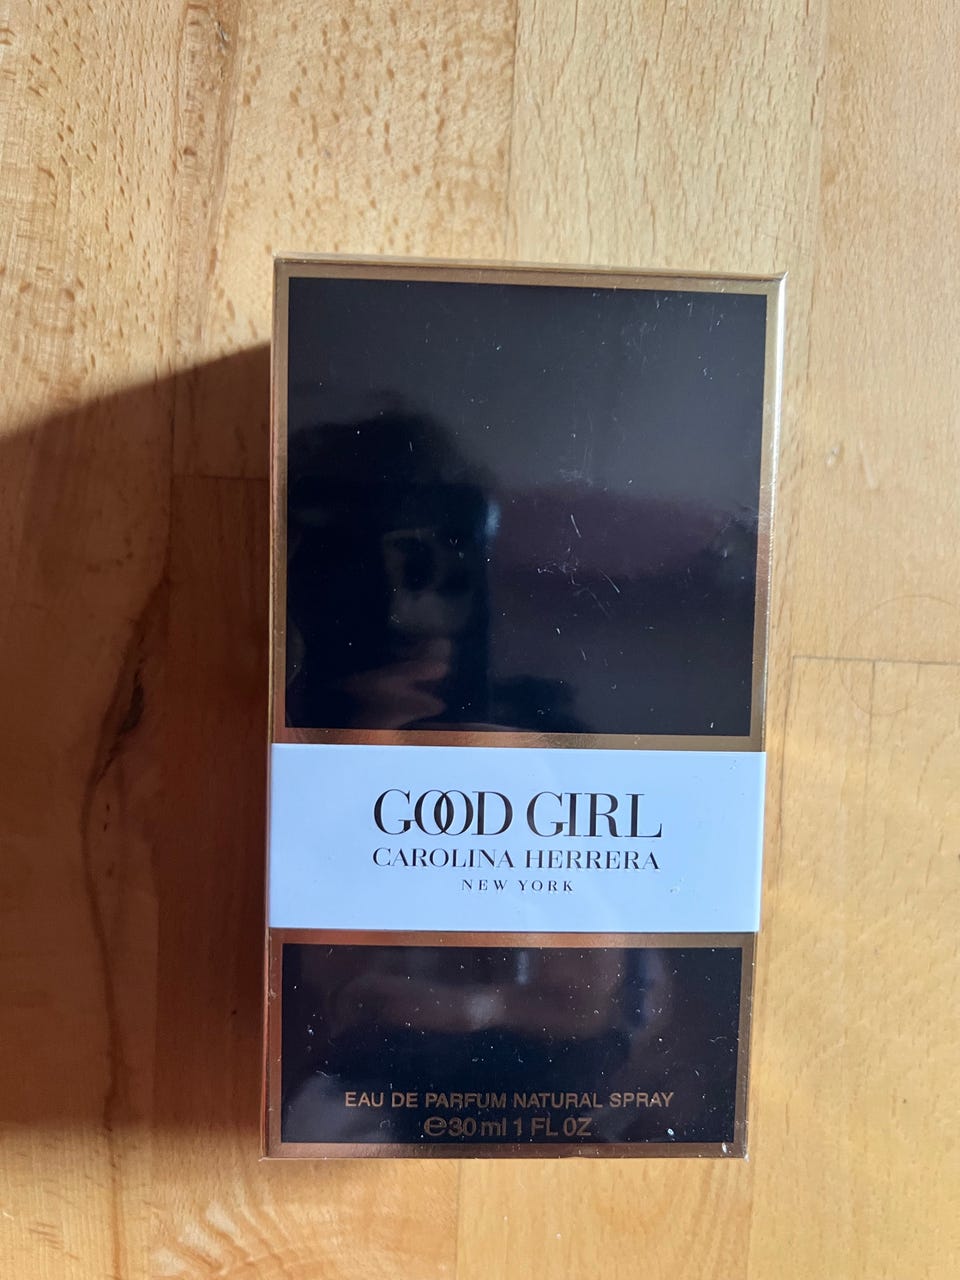 GOOD GIRL
CAROLINA HERRERA
NEW YORK
EAU DE PARFUM NATURAL SPRAY
℮30 ml 1 FL OZ